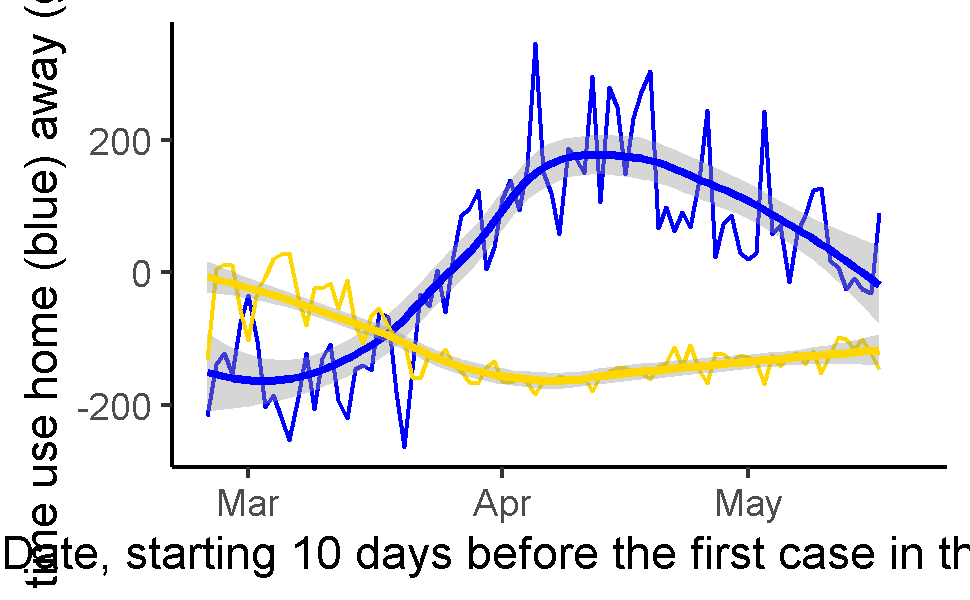 time use home (blue) away (
200
0
-200
Mar Apr May
Date, starting 10 days before the first case in th